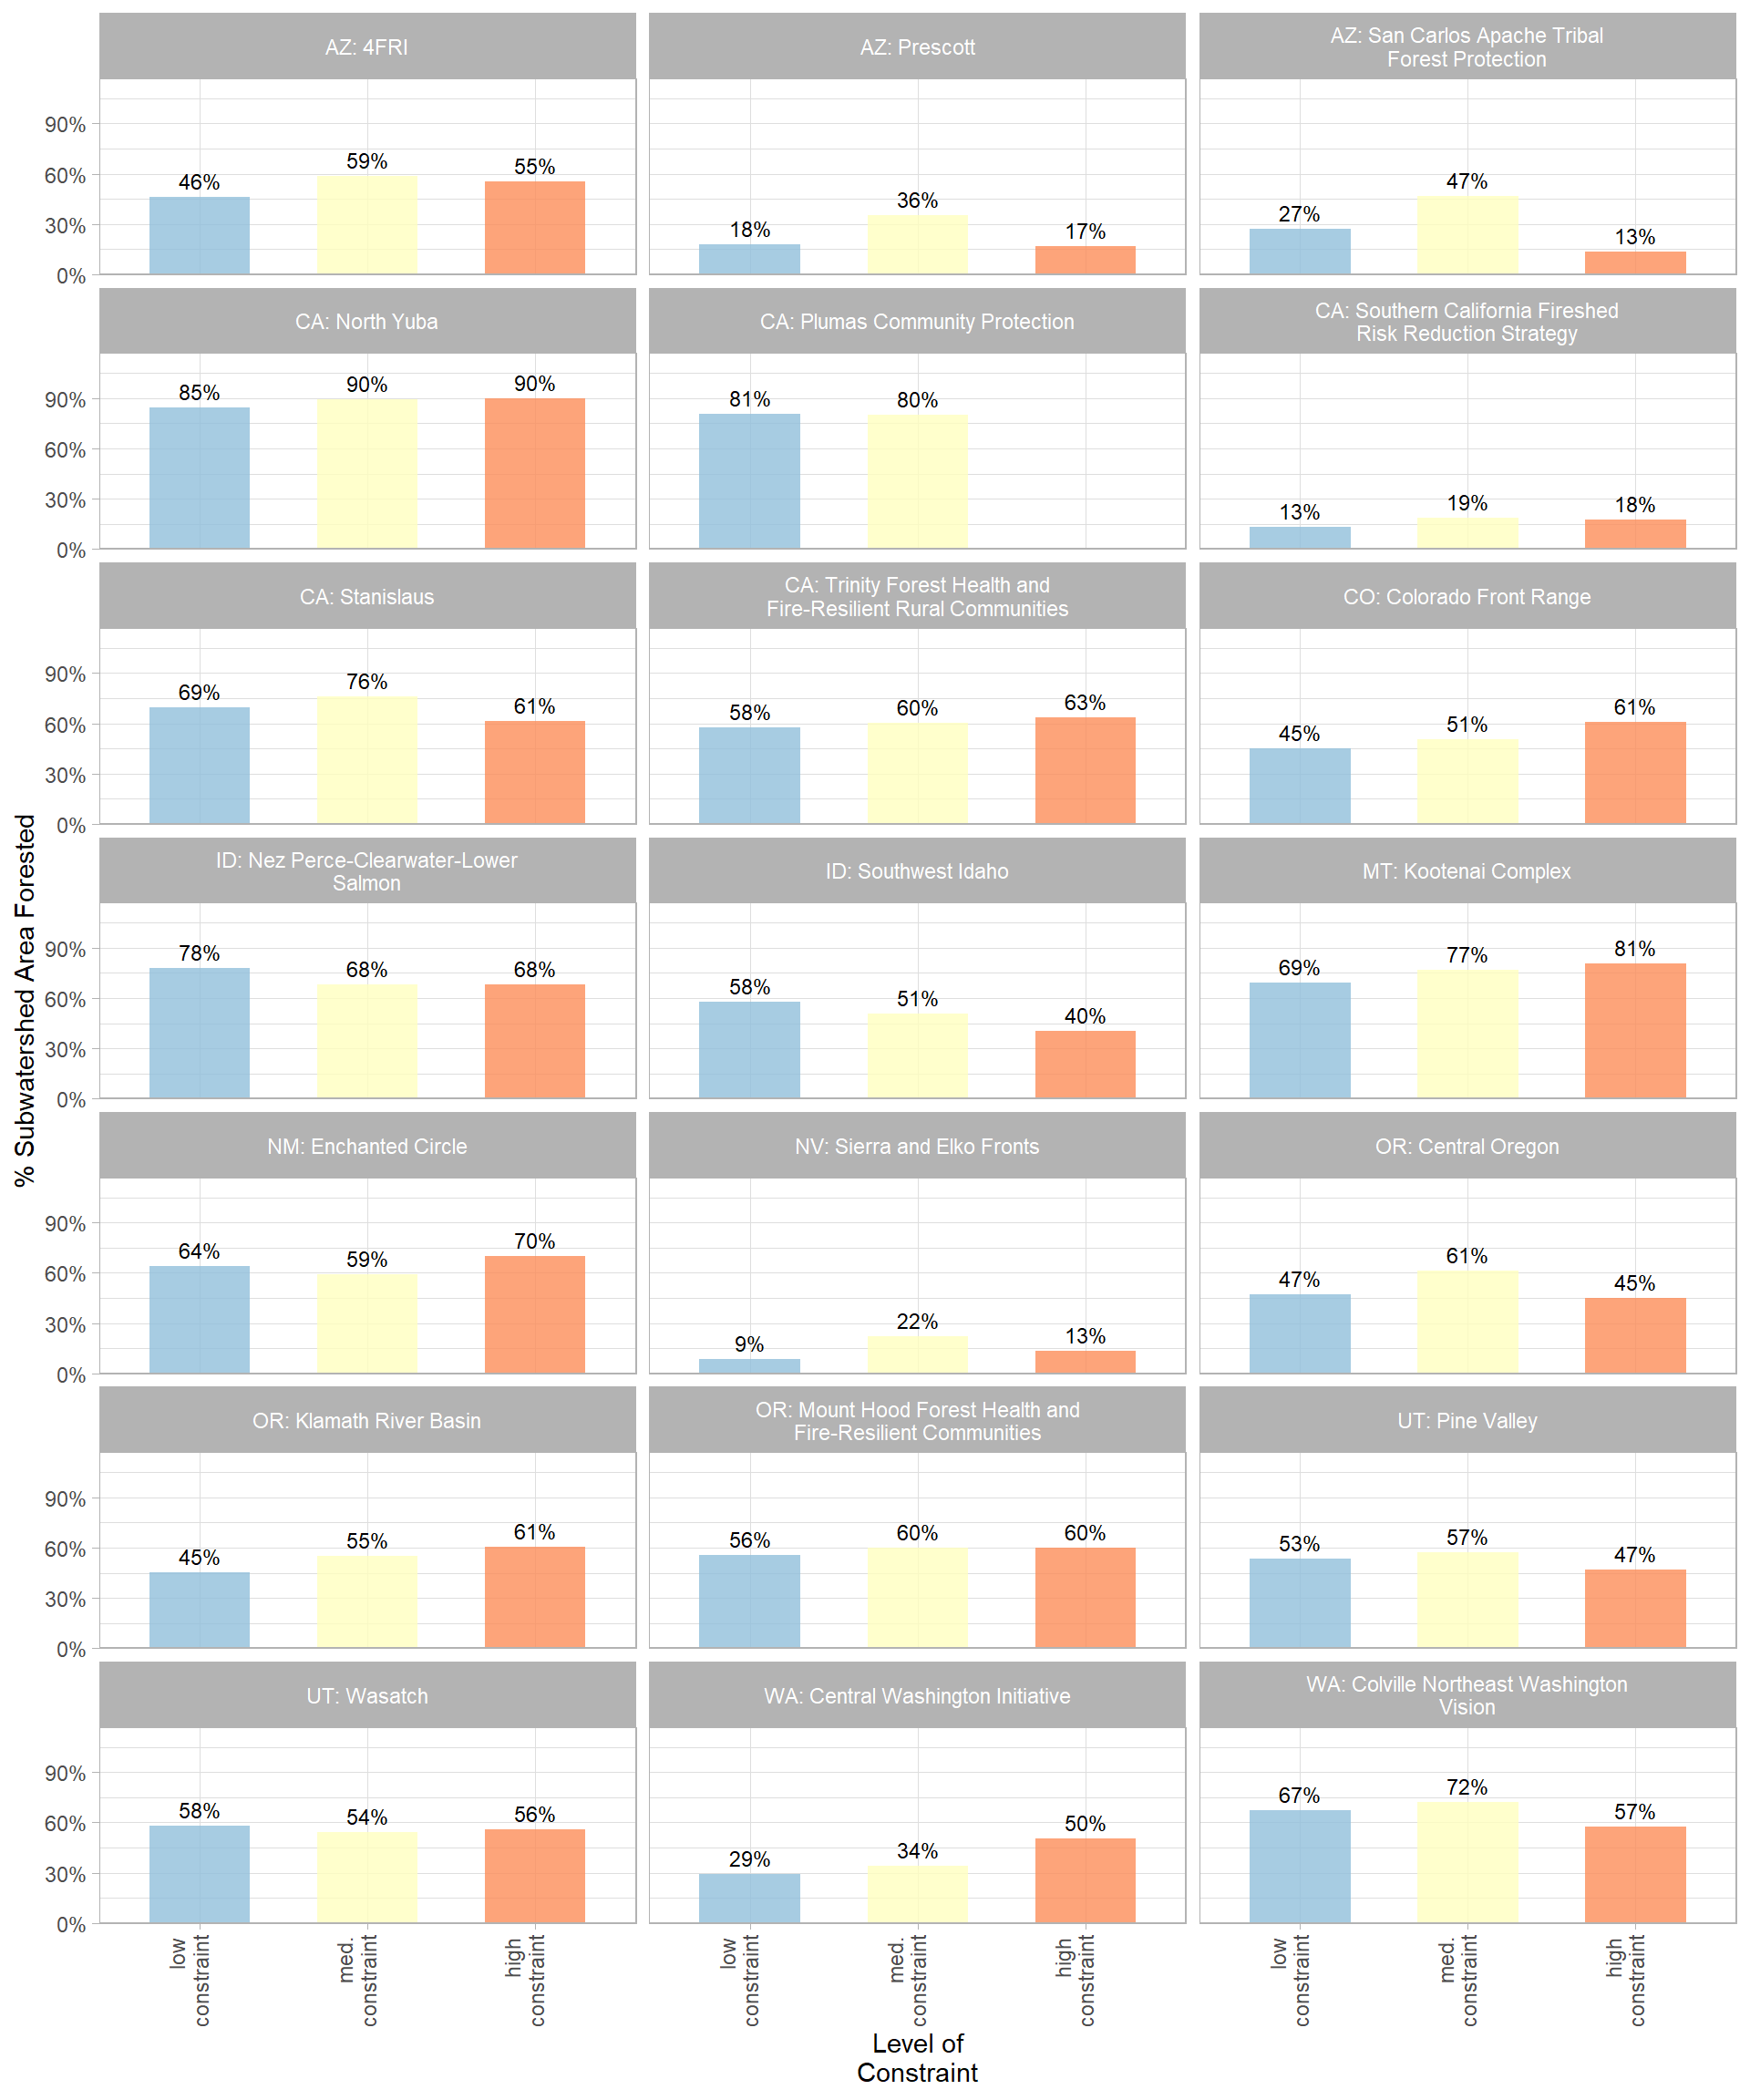 AZ: 4FRI
AZ: Prescott
AZ: San Carlos Apache Tribal
Forest Protection
90%
60%
30%
0%
46%
59%
55%
18%
36%
17%
27%
47%
13%
CA: North Yuba
CA: Plumas Community Protection
CA: Southern California Fireshed
Risk Reduction Strategy
90%
60%
30%
0%
85%
90%
90%
81%
80%
13%
19%
18%
CA: Stanislaus
CA: Trinity Forest Health and
Fire-Resilient Rural Communities
CO: Colorado Front Range
90%
60%
30%
0%
69%
76%
61%
58%
60%
63%
45%
51%
61%
% Subwatershed Area Forested
ID: Nez Perce-Clearwater-Lower
Salmon
ID: Southwest Idaho
MT: Kootenai Complex
90%
60%
30%
0%
78%
68%
68%
58%
51%
40%
69%
77%
81%
NM: Enchanted Circle
NV: Sierra and Elko Fronts
OR: Central Oregon
90%
60%
30%
0%
64%
59%
70%
9%
22%
13%
47%
61%
45%
OR: Klamath River Basin
OR: Mount Hood Forest Health and
Fire-Resilient Communities
UT: Pine Valley
90%
60%
30%
0%
45%
55%
61%
56%
60%
60%
53%
57%
47%
UT: Wasatch
WA: Central Washington Initiative
WA: Colville Northeast Washington
Vision
90%
60%
30%
0%
58%
54%
56%
29%
34%
50%
67%
72%
57%
low
constraint
med.
constraint
high
constraint
low
constraint
med.
constraint
high
constraint
low
constraint
med.
constraint
high
constraint
Level of
Constraint